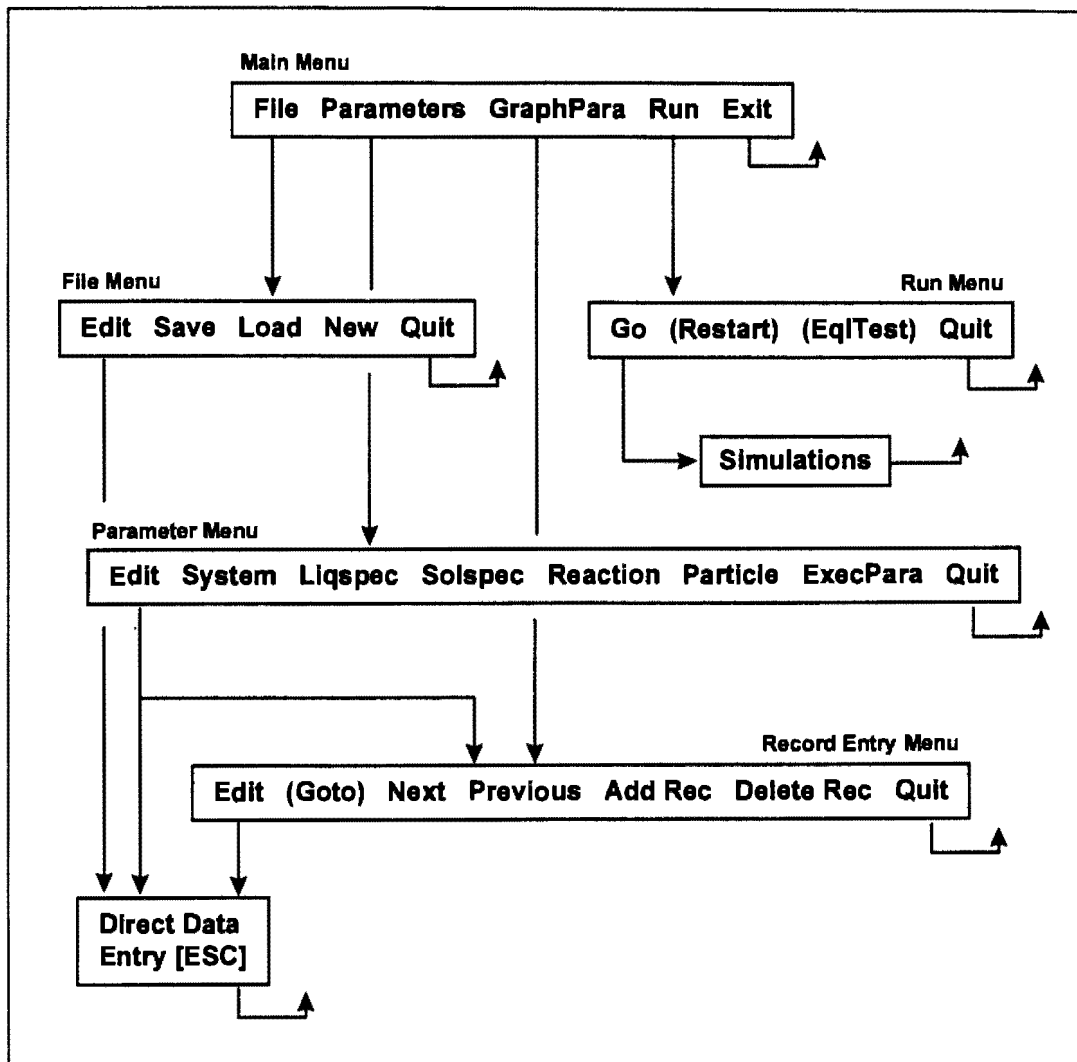 Main Menu
File Parameters GraphPara Run Exit
File Menu
Run Menu
Edit Save Load New Quit
Go (Restart) (EqlTest) Quit
Simulations
Parameter Menu
Edit System Liqspec Solspec Reaction Particle ExecPara Quit
Record Entry Menu
Edit (Goto) Next Previous Add Rec Delete Rec Quit
Direct Data
Entry [ESC]